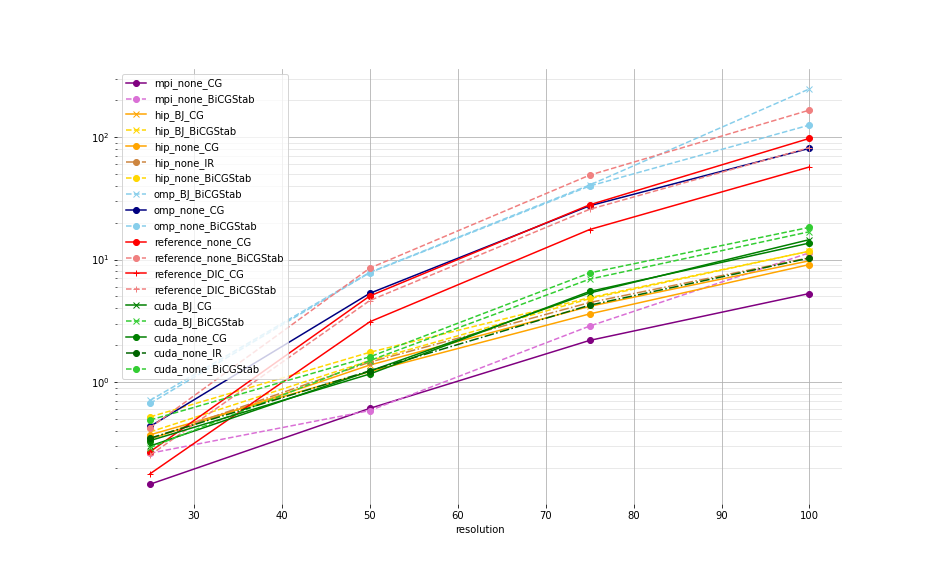 mpi_none_CG
mpi_none_BiCGStab
hip_BJ_CG
hip_BJ_BiCGStab
hip_none_CG
hip_none_IR
hip_none_BiCGStab
omp_BJ_BiCGStab
omp_none_CG
omp_none_BiCGStab
reference_none_CG
reference_none_BiCGStab
reference_DIC_CG
reference_DIC_BiCGStab
cuda_BJ_CG
cuda_BJ_BiCGStab
cuda_none_CG
cuda_none_IR
cuda_none_BiCGStab
10²
10¹
10⁰
30 40 50 60 70 80 90 100
resolution